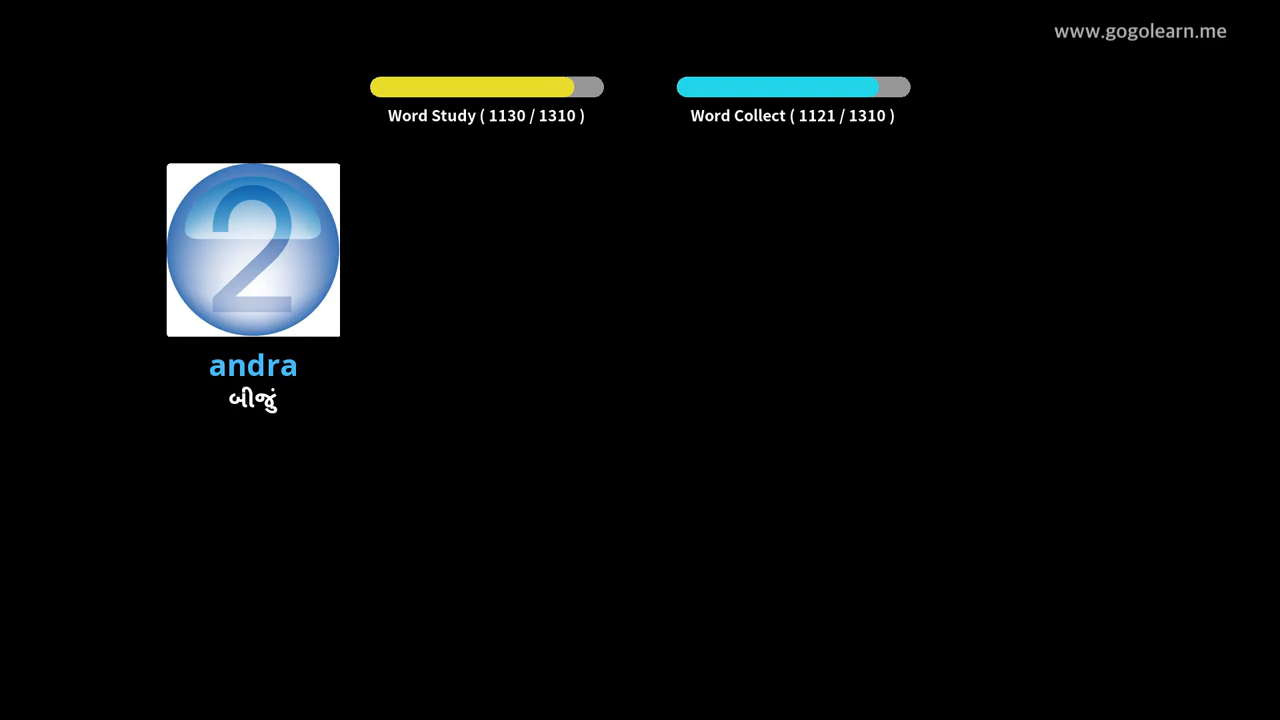 www.gogolearn.me
Word Study ( 1130 / 1310 )
Word Collect ( 1121 / 1310 )
2
andra
બીજું